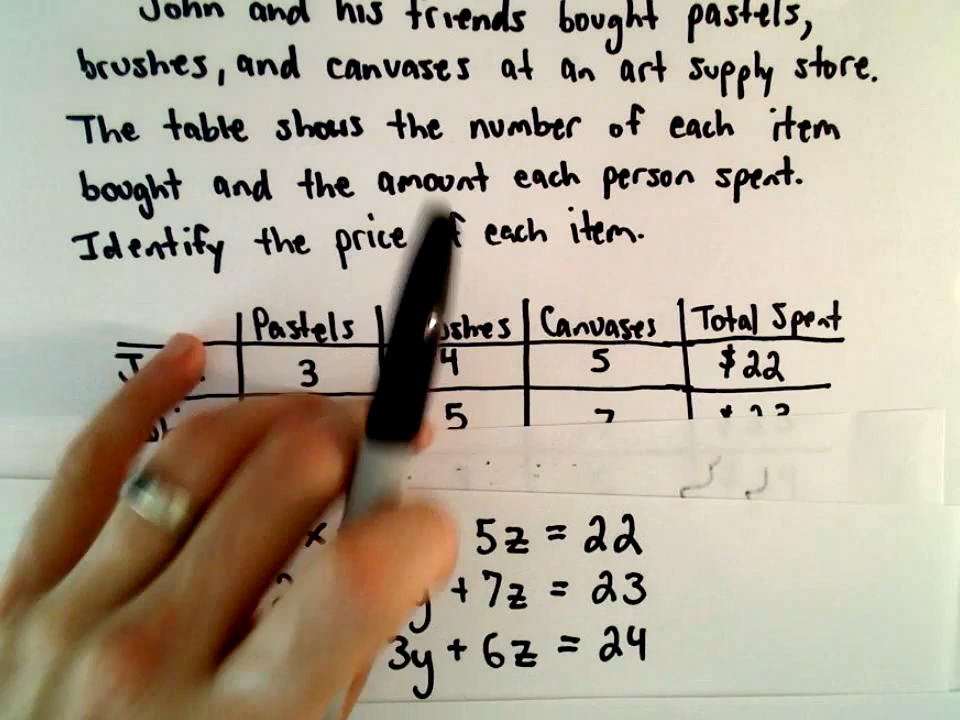 John and his friends bought pastels,
brushes, and canvases at an art supply store.
The table shows the number of each item
bought and the amount each person spent.
Identify the price each item.
Pastels Canvases Total Spent
3 4 5 $22
5 7
5z = 22
+ 7z = 23
3y + 6z = 24